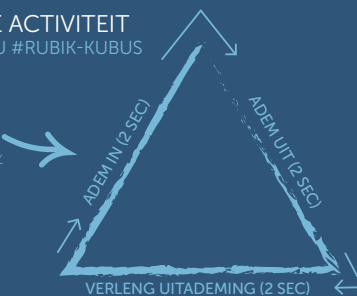 ACTIVITEIT
#RUBIK-KUBUS
ADEM IN (2 SEC)
ADEM UIT (2 SEC)
VERLENG UITADEMING (2 SEC)